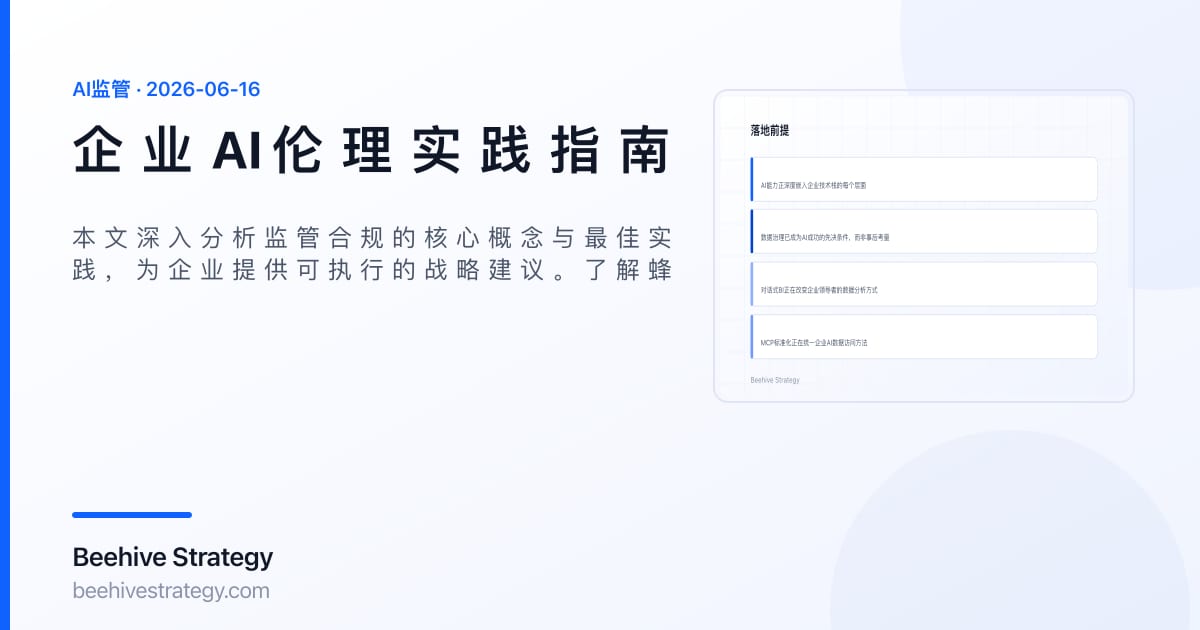 AI监管 · 2026-06-16
企业AI伦理实践指南
本文深入分析监管合规的核心概念与最佳实
践，为企业提供可执行的战略建议。了解蜂
落地前提
AI能力正深度嵌入企业技术栈的每个层面
数据治理已成为AI成功的先决条件，而非事后考量
对话式BI正在改变企业领导者的数据分析方式
MCP标准化正在统一企业AI数据访问方法
Beehive Strategy
Beehive Strategy
beehivestrategy.com